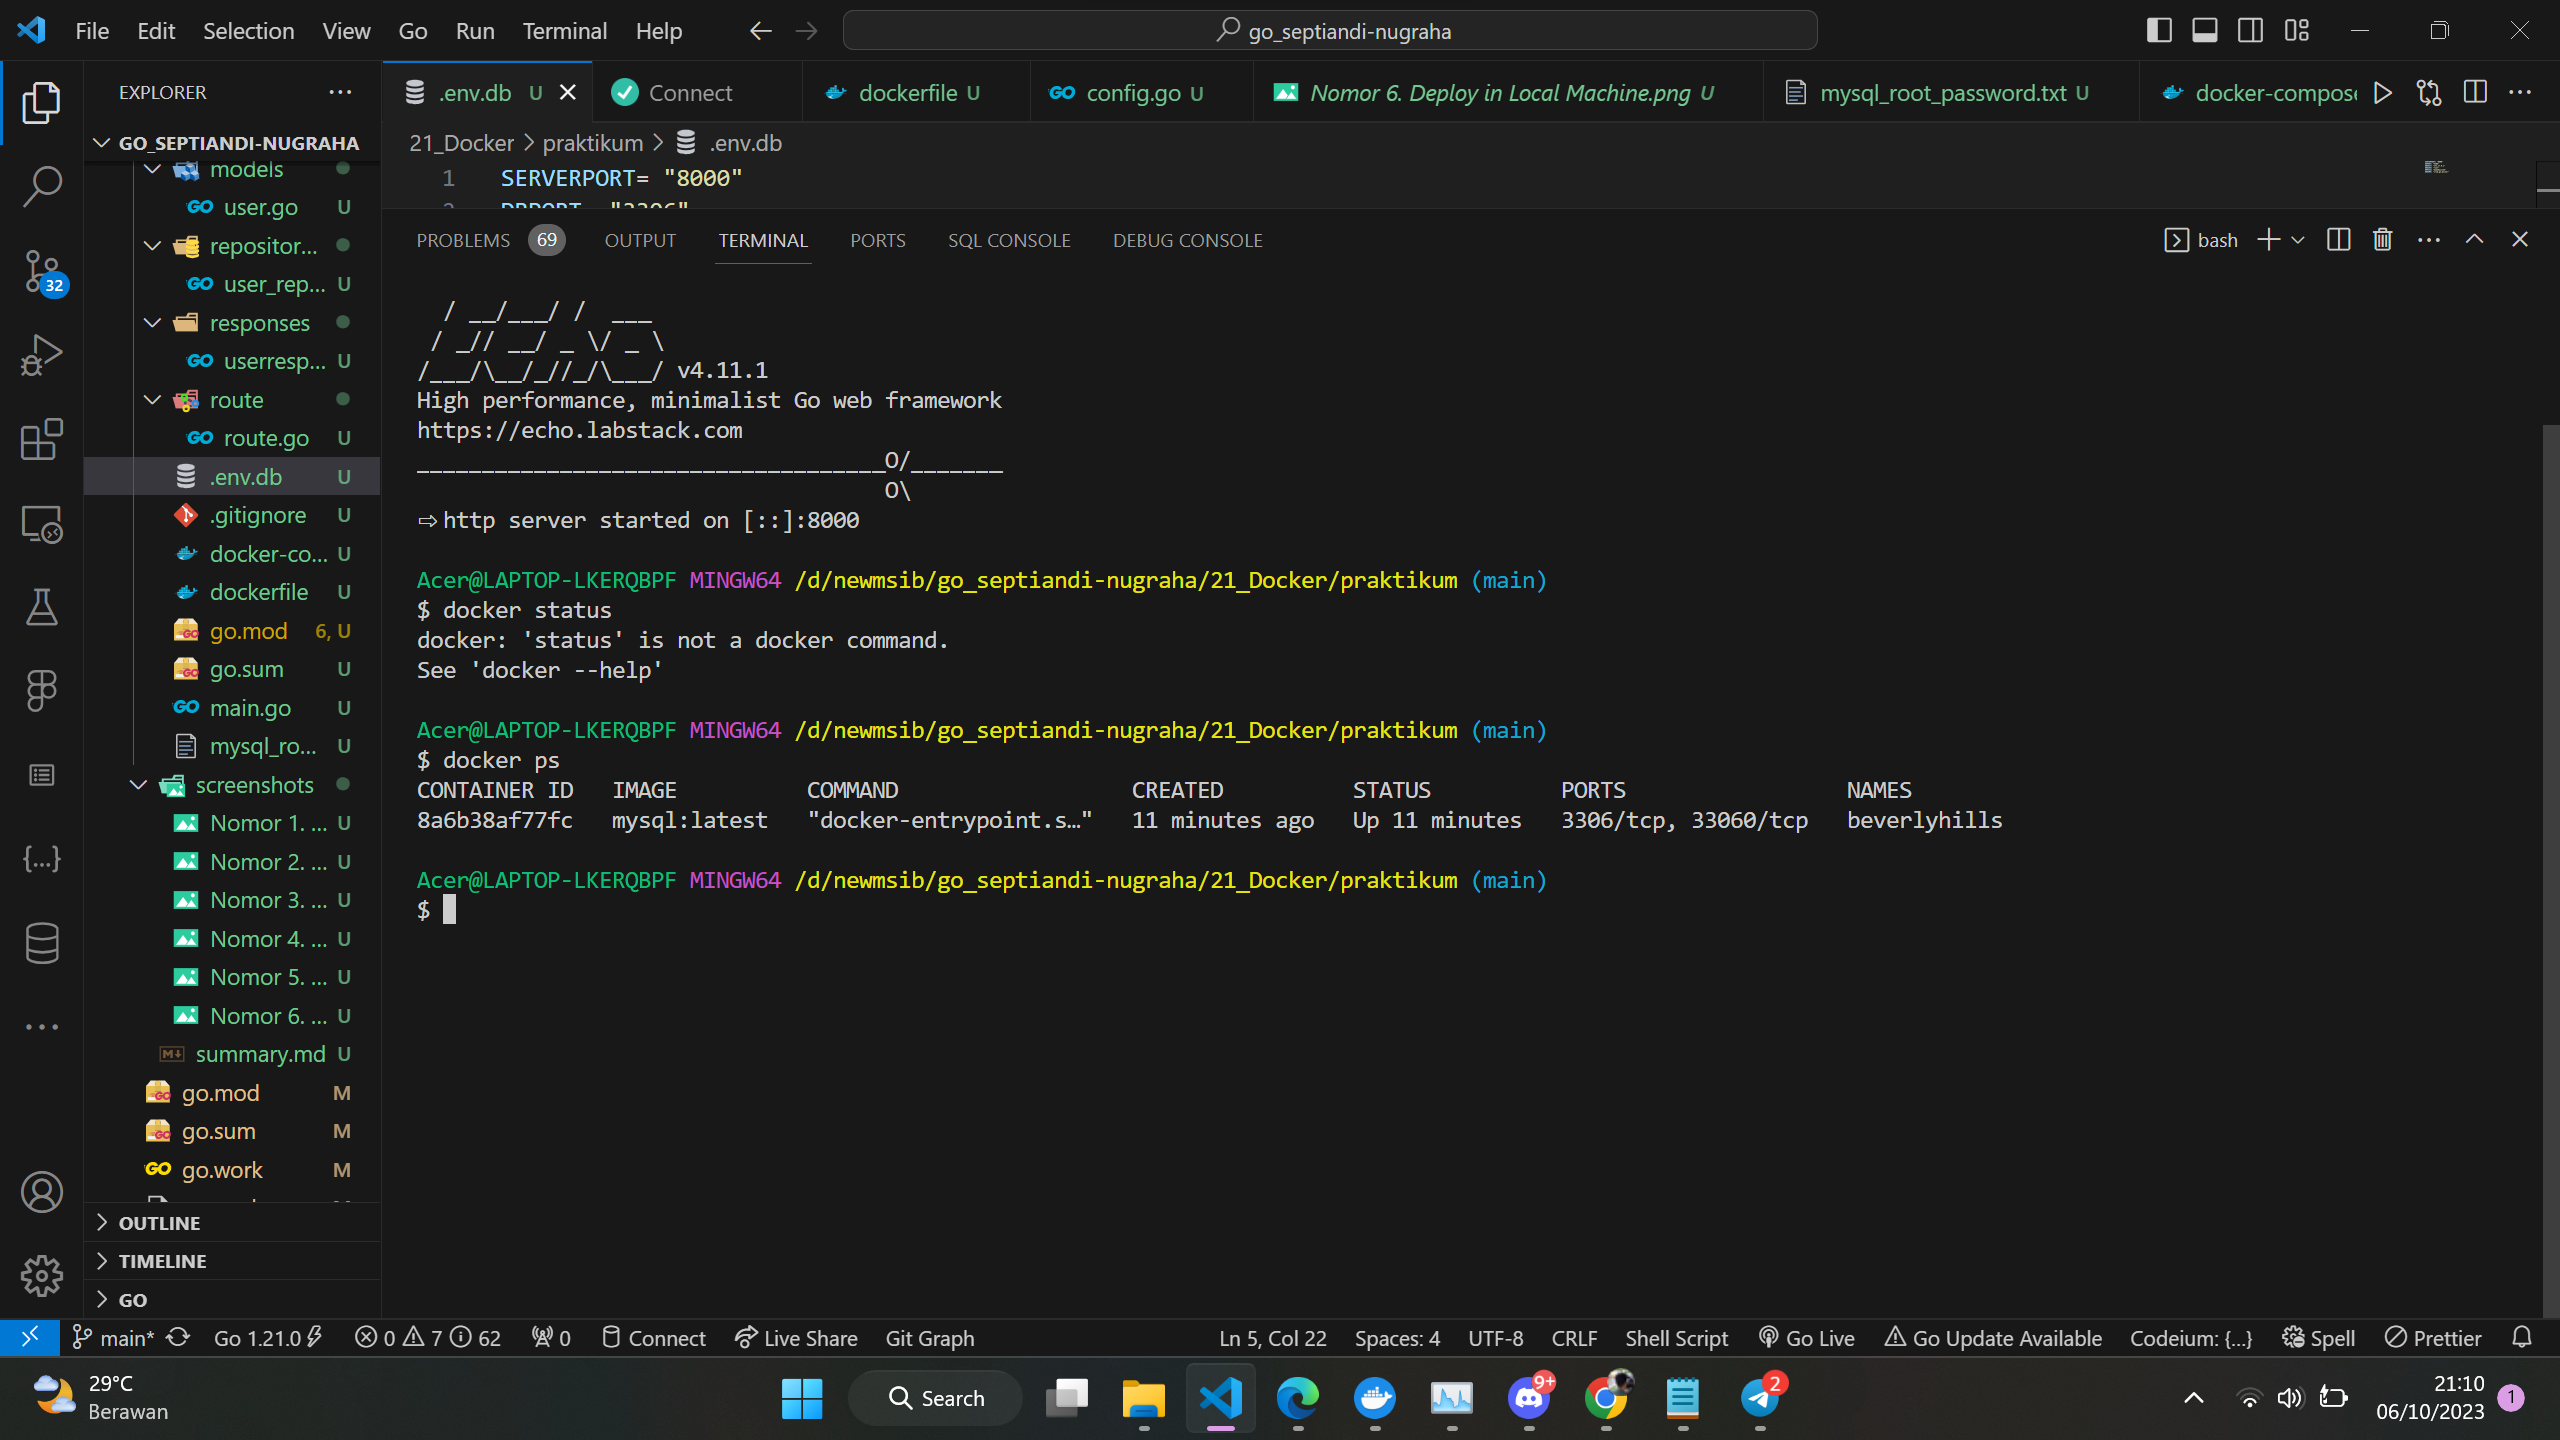 File Edit Selection View Go Run Terminal Help
go_septiandi-nugraha
EXPLORER
GO_SEPTIANDI-NUGRAHA
models
user.go U
repositor...
user_rep... U
responses
userresp... U
route
route.go U
.env.db U
.gitignore U
docker-co... U
dockerfile U
go.mod 6, U
go.sum U
main.go U
mysql_ro... U
screenshots
Nomor 1. ... U
Nomor 2. ... U
Nomor 3. ... U
Nomor 4. ... U
Nomor 5. ... U
Nomor 6. ... U
summary.md U
go.mod M
go.sum M
go.work M
OUTLINE
TIMELINE
GO
32
.env.db U
Connect
dockerfile U
config.go U
Nomor 6. Deploy in Local Machine.png U
mysql_root_password.txt U
docker-compose
21_Docker > praktikum > .env.db
1 SERVERPORT= "8000"
2 DBPORT= "3306"
PROBLEMS 69 OUTPUT TERMINAL PORTS SQL CONSOLE DEBUG CONSOLE
bash
   / __/___/ /  ___
  / _// __/ _ \/ _ \
 /___/\__/_//_/\___/ v4.11.1
High performance, minimalist Go web framework
https://echo.labstack.com
____________________________________O/_______
                                    O\
⇨ http server started on [::]:8000
Acer@LAPTOP-LKERQBPF MINGW64 /d/newmsib/go_septiandi-nugraha/21_Docker/praktikum (main)
$ docker status
docker: 'status' is not a docker command.
See 'docker --help'
Acer@LAPTOP-LKERQBPF MINGW64 /d/newmsib/go_septiandi-nugraha/21_Docker/praktikum (main)
$ docker ps
CONTAINER ID IMAGE COMMAND CREATED STATUS PORTS NAMES
8a6b38af77fc mysql:latest "docker-entrypoint.s…" 11 minutes ago Up 11 minutes 3306/tcp, 33060/tcp beverlyhills
Acer@LAPTOP-LKERQBPF MINGW64 /d/newmsib/go_septiandi-nugraha/21_Docker/praktikum (main)
$
main* Go 1.21.0 0 7 62 0 Connect Live Share Git Graph Ln 5, Col 22 Spaces: 4 UTF-8 CRLF Shell Script Go Live Go Update Available Codeium: {...} Spell Prettier
29°C
Berawan
Search
9+
2
21:10
06/10/2023
1